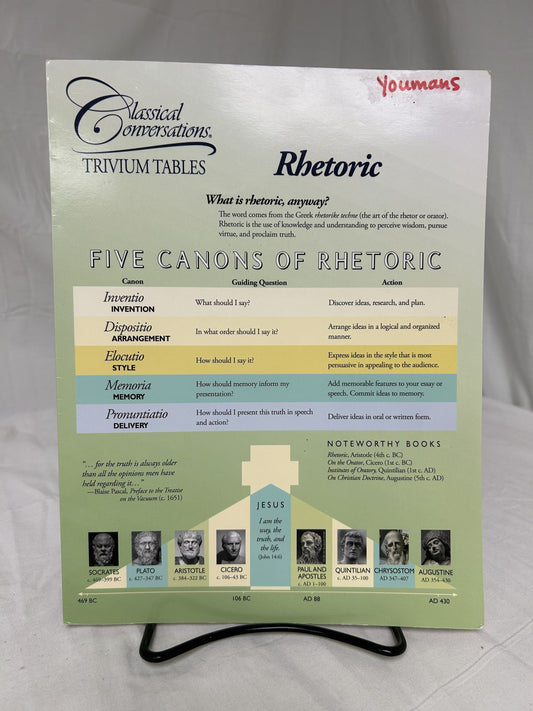 Youmans
Classical
Conversations®
TRIVIUM TABLES
Rhetoric
What is rhetoric, anyway?
The word comes from the Greek rhetorike techne (the art of the rhetor or orator).
Rhetoric is the use of knowledge and understanding to perceive wisdom, pursue
virtue, and proclaim truth.
FIVE CANONS OF RHETORIC
Canon Guiding Question Action
Inventio
INVENTION
What should I say?
Discover ideas, research, and plan.
Dispositio
ARRANGEMENT
In what order should I say it?
Arrange ideas in a logical and organized
manner.
Elocutio
STYLE
How should I say it?
Express ideas in the style that is most
persuasive in appealing to the audience.
Memoria
MEMORY
How should memory inform my
presentation?
Add memorable features to your essay or
speech. Commit ideas to memory.
Pronuntiatio
DELIVERY
How should I present this truth in speech
and action?
Deliver ideas in oral or written form.
NOTEWORTHY BOOKS
Rhetoric, Aristotle (4th c. BC)
On the Orator, Cicero (1st c. BC)
Institutes of Oratory, Quintilian (1st c. AD)
On Christian Doctrine, Augustine (5th c. AD)
"... for the truth is always older
than all the opinions men have
held regarding it..."
—Blaise Pascal, Preface to the Treatise
on the Vacuum (c. 1651)
JESUS
I am the
way, the
truth, and
the life.
(John 14:6)
SOCRATES
c. 469–399 BC
PLATO
c. 427–347 BC
ARISTOTLE
c. 384–322 BC
CICERO
c. 106–43 BC
PAUL AND
APOSTLES
c. AD 1–100
QUINTILIAN
c. AD 35–100
CHRYSOSTOM
AD 347–407
AUGUSTINE
AD 354–430
469 BC 106 BC AD 88 AD 430